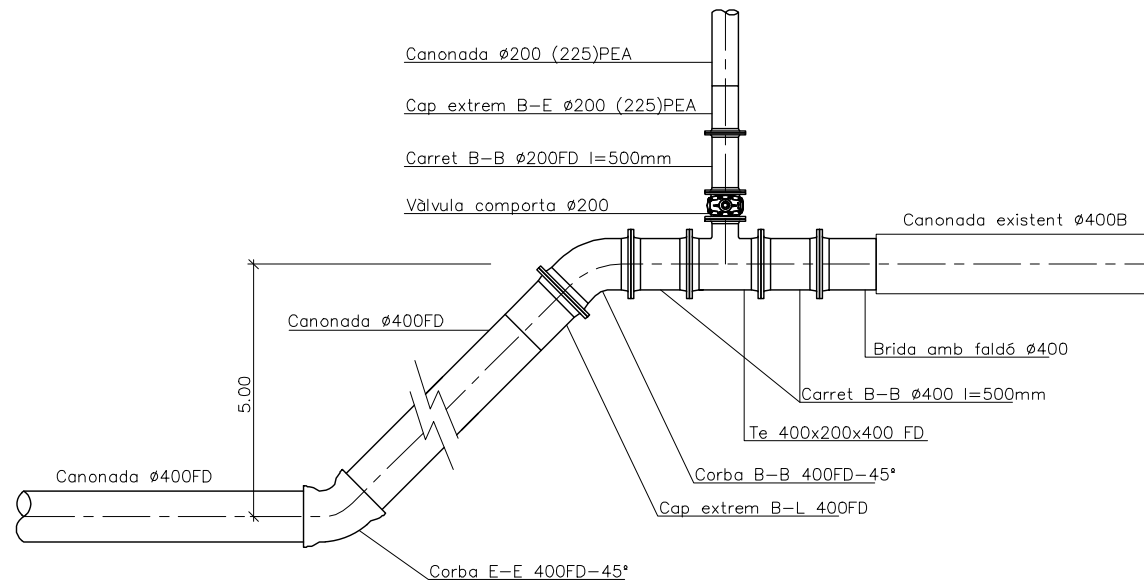 Canonada ø200 (225)PEA
Cap extrem B-E ø200 (225)PEA
Carret B-B ø200FD l=500mm
Vàlvula comporta ø200
Canonada existent ø400B
Canonada ø400FD
Brida amb faldó ø400
5.00
Carret B-B ø400 l=500mm
Te 400x200x400 FD
Canonada ø400FD
Corba B-B 400FD-45º
Cap extrem B-L 400FD
Corba E-E 400FD-45º